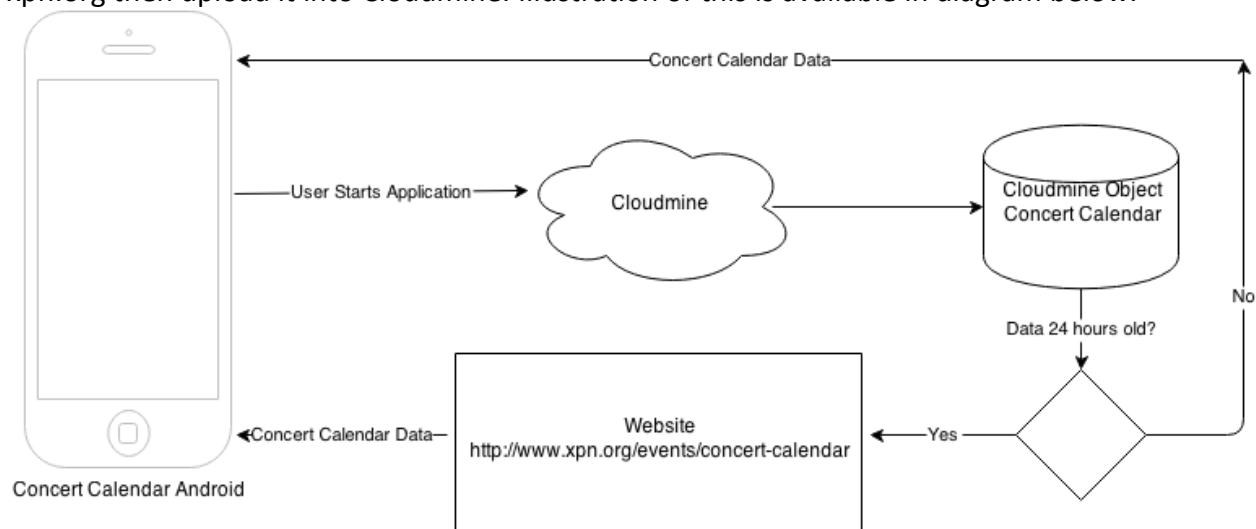 xpn.org then upload it into Cloudmine. Illustration of this is available in diagram below.
Concert Calendar Data
User Starts Application
Cloudmine
Cloudmine Object
Concert Calendar
No
Data 24 hours old?
Yes
Website
http://www.xpn.org/events/concert-calendar
Concert Calendar Data
Concert Calendar Android